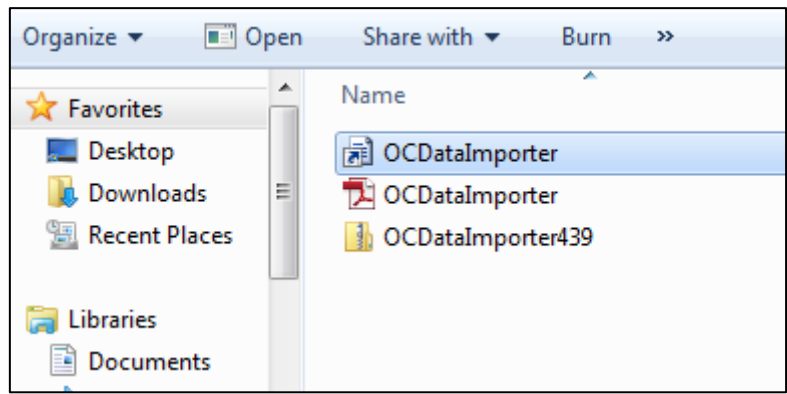 Organize Open Share with Burn »
Favorites
Desktop
Downloads
Recent Places
Libraries
Documents
Name
OCDataImporter
OCDataImporter
OCDataImporter439